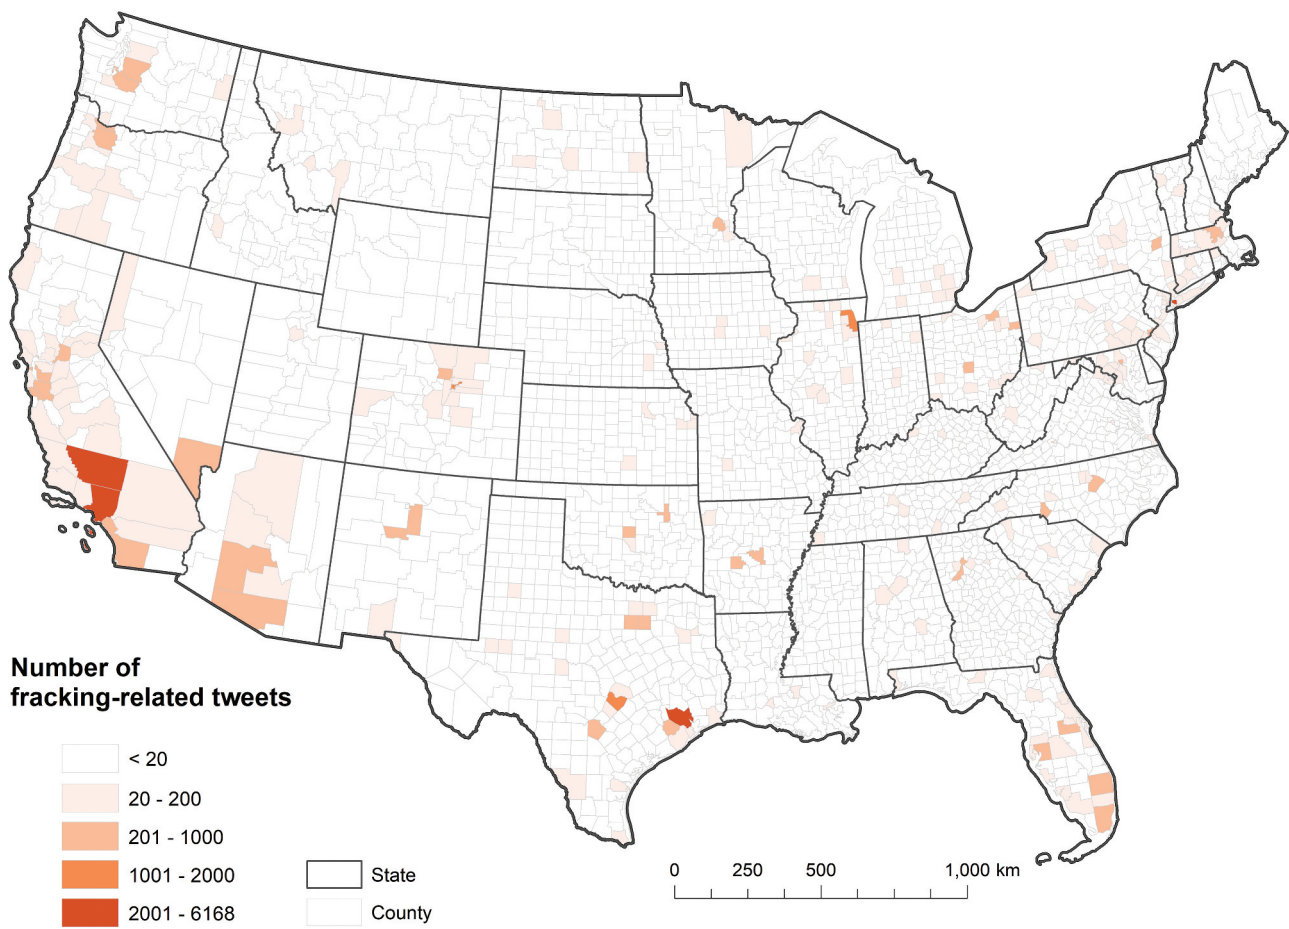 Number of
fracking-related tweets
< 20
20 - 200
201 - 1000
1001 - 2000
2001 - 6168
State
County
0 250 500 1,000 km